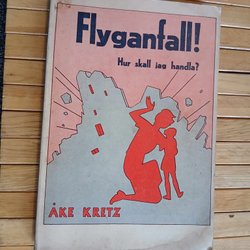 Flyganfall!
Hur skall jag handla?
ÅKE KRETZ